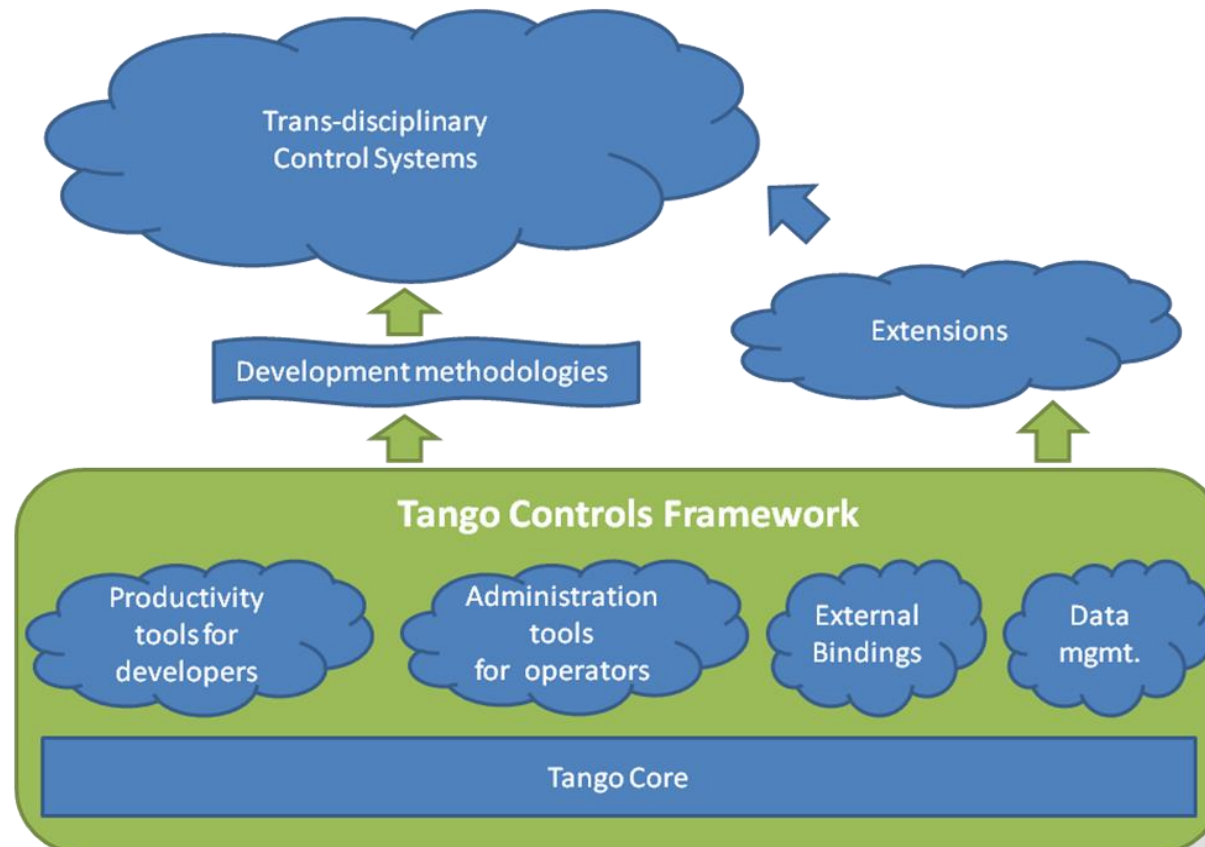 Trans-disciplinary
Control Systems
Extensions
Development methodologies
Tango Controls Framework
Productivity
tools for
developers
Administration
tools
for operators
External
Bindings
Data
mgmt.
Tango Core